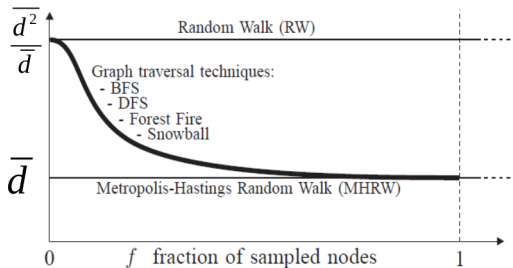 d² / d
Random Walk (RW)
Graph traversal techniques:
- BFS
- DFS
- Forest Fire
- Snowball
d
Metropolis-Hastings Random Walk (MHRW)
0
f fraction of sampled nodes
1